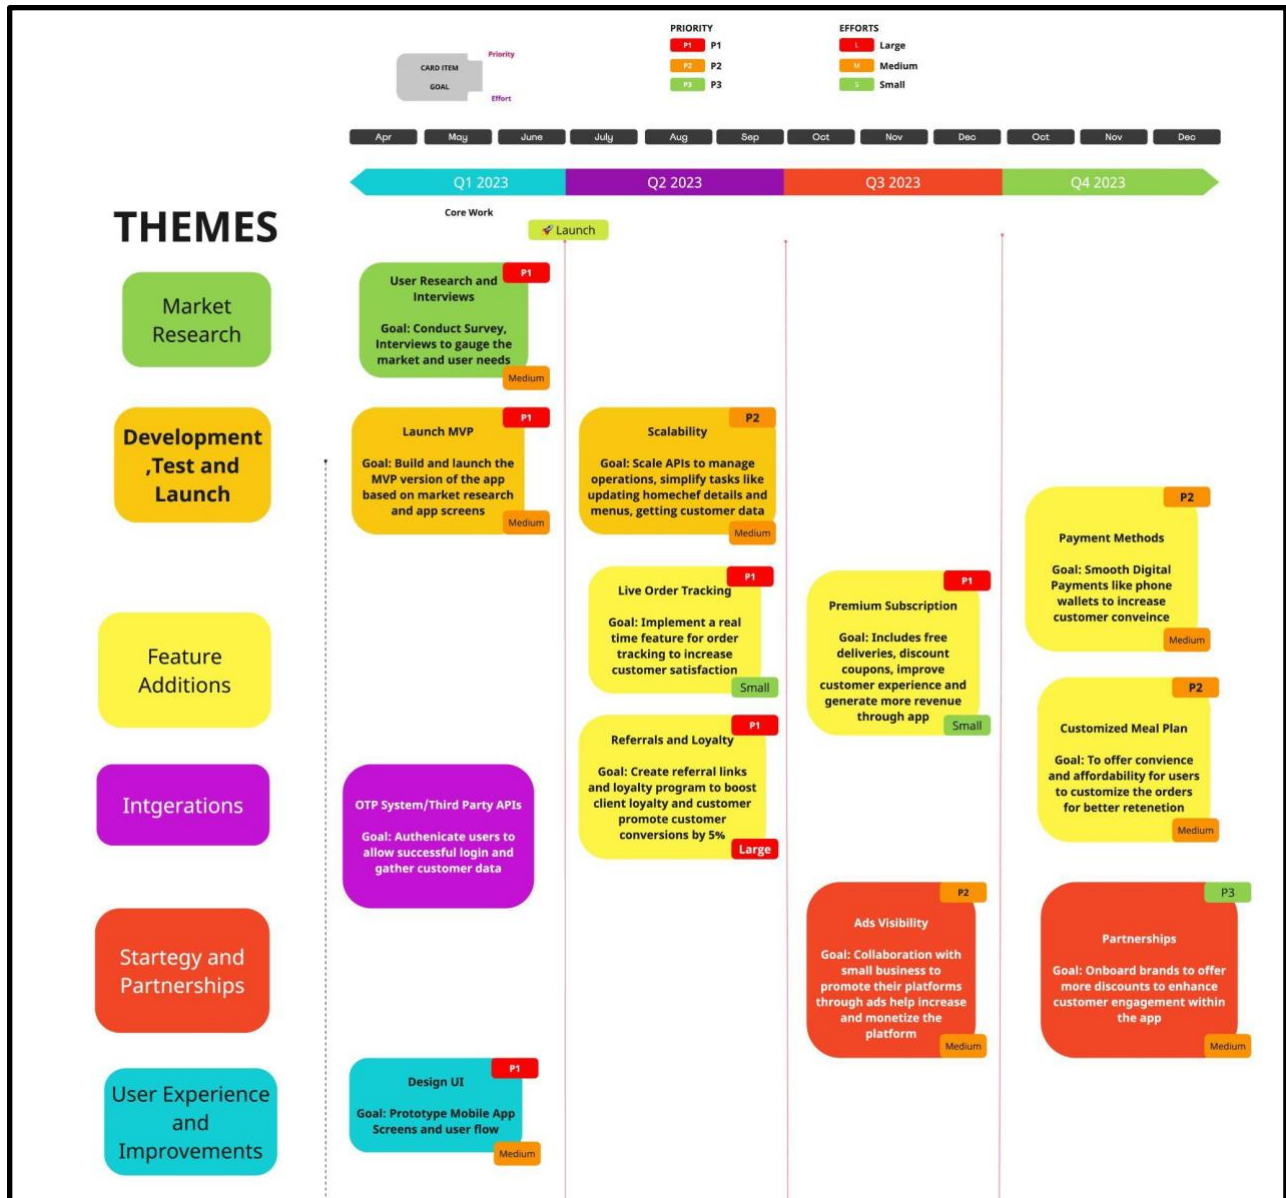 PRIORITY
P1 P1
P2 P2
P3 P3
EFFORTS
L Large
M Medium
S Small
CARD ITEM
GOAL
Priority
Effort
Apr May June July Aug Sep Oct Nov Dec Oct Nov Dec
Q1 2023 Q2 2023 Q3 2023 Q4 2023
Core Work
🚀 Launch
THEMES
Market
Research
P1
User Research and
Interviews
Goal: Conduct Survey,
Interviews to gauge the
market and user needs
Medium
Development
,Test and
Launch
P1
Launch MVP
Goal: Build and launch the
MVP version of the app
based on market research
and app screens
Medium
P2
Scalability
Goal: Scale APIs to manage
operations, simplify tasks like
updating homechef details and
menus, getting customer data
Medium
Feature
Additions
P1
Live Order Tracking
Goal: Implement a real
time feature for order
tracking to increase
customer satisfaction
Small
P1
Referrals and Loyalty
Goal: Create referral links
and loyalty program to boost
client loyalty and customer
promote customer
conversions by 5%
Large
P1
Premium Subscription
Goal: Includes free
deliveries, discount
coupons, improve
customer experience and
generate more revenue
through app
Small
P2
Payment Methods
Goal: Smooth Digital
Payments like phone
wallets to increase
customer conveince
Medium
P2
Customized Meal Plan
Goal: To offer convience
and affordability for users
to customize the orders
for better retenetion
Medium
Intgerations
OTP System/Third Party APIs
Goal: Authenicate users to
allow successful login and
gather customer data
Startegy and
Partnerships
P2
Ads Visibility
Goal: Collaboration with
small business to
promote their platforms
through ads help increase
and monetize the
platform
Medium
P3
Partnerships
Goal: Onboard brands to offer
more discounts to enhance
customer engagement within
the app
Medium
User Experience
and
Improvements
P1
Design UI
Goal: Prototype Mobile App
Screens and user flow
Medium